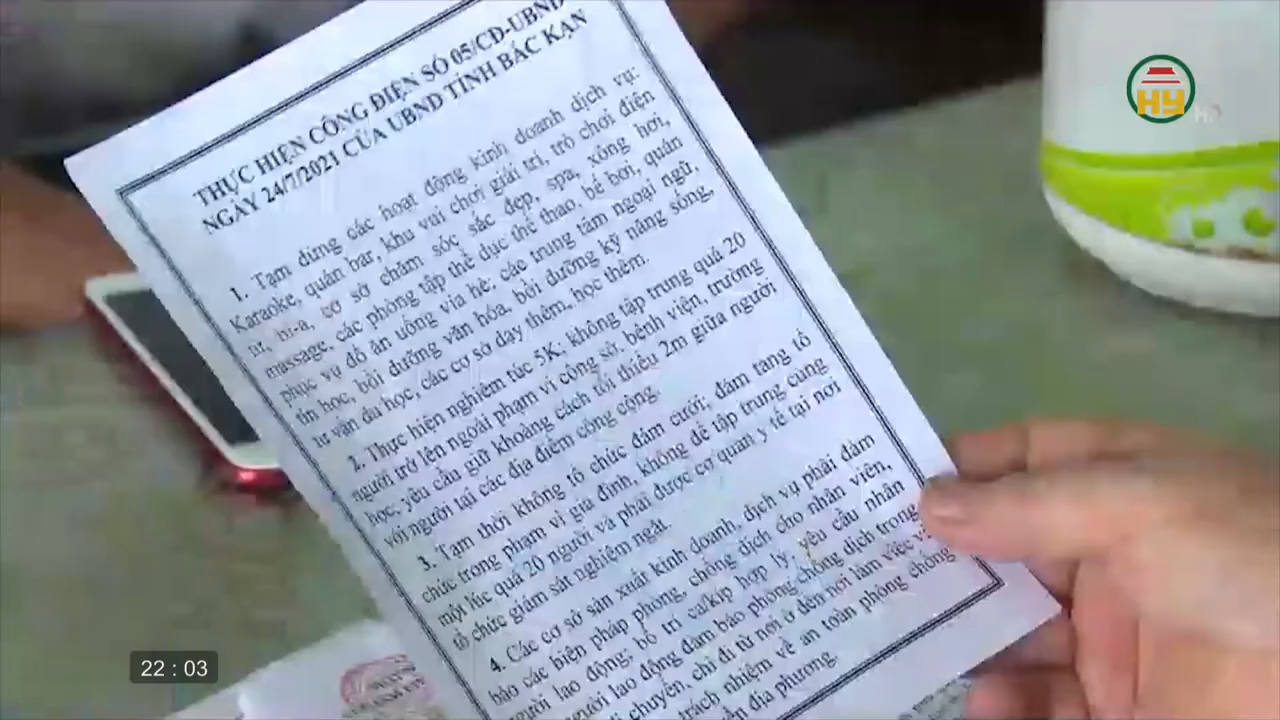 THỰC HIỆN CÔNG ĐIỆN SỐ 05/CD-UBND
NGÀY 24/7/2021 CỦA UBND TỈNH BẮC KẠN
1. Tạm dừng các hoạt động kinh doanh dịch vụ:
Karaoke, quán bar, khu vui chơi giải trí, trò chơi điện
tử, bi-a, cơ sở chăm sóc sắc đẹp, spa, xông hơi,
massage, các phòng tập thể dục thể thao, bể bơi, quán
phục vụ đồ ăn uống vỉa hè; các trung tâm ngoại ngữ,
tin học, bồi dưỡng văn hóa, bồi dưỡng kỹ năng sống,
tư vấn du học, các cơ sở dạy thêm, học thêm.
2. Thực hiện nghiêm túc 5K; không tập trung quá 20
người trở lên ngoài phạm vi công sở, bệnh viện, trường
học; yêu cầu giữ khoảng cách tối thiểu 2m giữa người
với người tại các địa điểm công cộng.
3. Tạm thời không tổ chức đám cưới; đám tang tổ
chức trong phạm vi gia đình, không để tập trung cùng
một lúc quá 20 người và phải được cơ quan y tế tại nơi
tổ chức giám sát nghiêm ngặt.
4. Các cơ sở sản xuất kinh doanh, dịch vụ phải đảm
bảo các biện pháp phòng, chống dịch cho nhân viên,
người lao động; bố trí ca/kíp hợp lý, yêu cầu nhân
người lao động đảm bảo phòng chống dịch trong
di chuyển, chỉ đi từ nơi ở đến nơi làm việc
trách nhiệm về an toàn phòng chống
địa phương.
HY
22 : 03